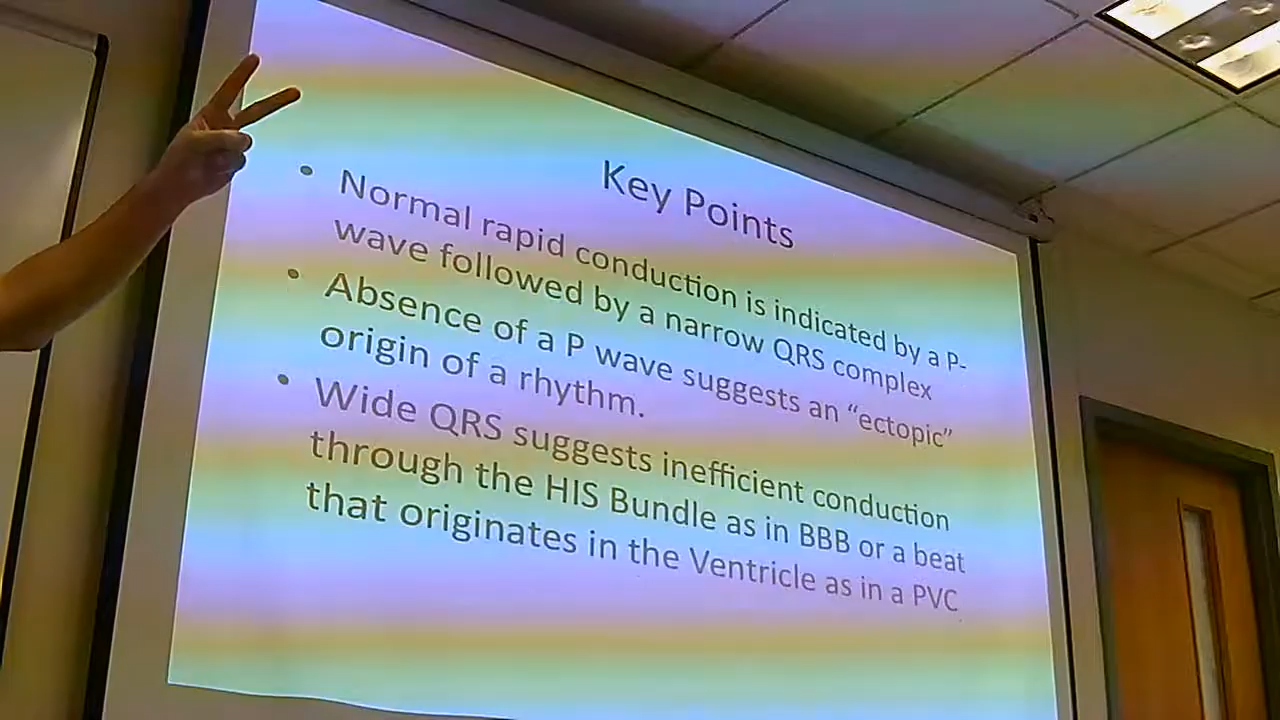 Key Points
• Normal rapid conduction is indicated by a P-
wave followed by a narrow QRS complex
• Absence of a P wave suggests an “ectopic”
origin of a rhythm.
• Wide QRS suggests inefficient conduction
through the HIS Bundle as in BBB or a beat
that originates in the Ventricle as in a PVC